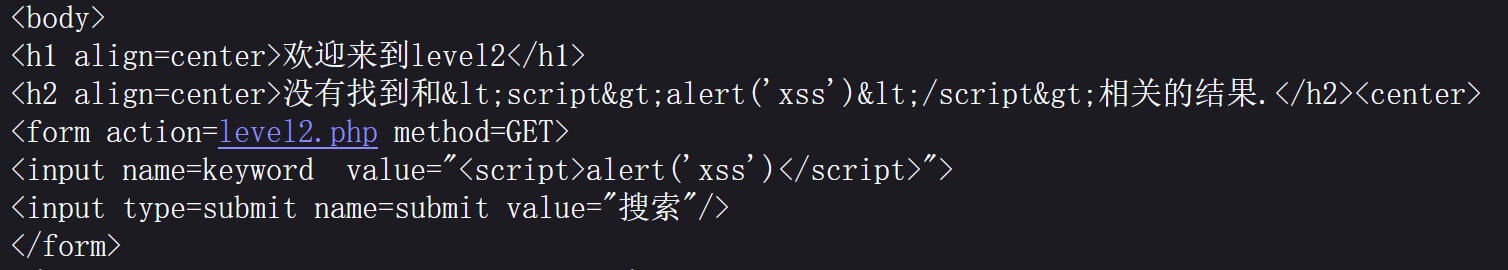 <body>
<h1 align=center>欢迎来到level2</h1>
<h2 align=center>没有找到和&lt;script&gt;alert('xss')&lt;/script&gt;相关的结果.</h2><center>
<form action=level2.php method=GET>
<input name=keyword  value="<script>alert('xss')</script>">
<input type=submit name=submit value="搜索"/>
</form>